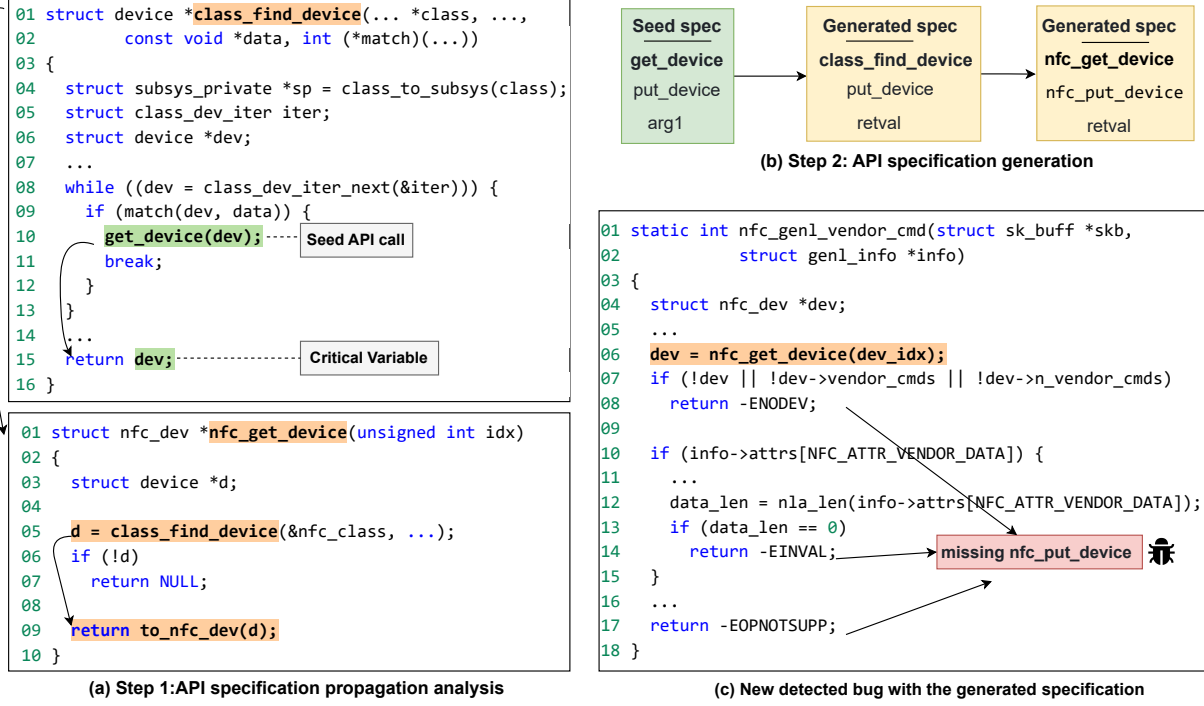 01 struct device *class_find_device(... *class, ...,
02 const void *data, int (*match)(...))
03 {
04 struct subsys_private *sp = class_to_subsys(class);
05 struct class_dev_iter iter;
06 struct device *dev;
07 ...
08 while ((dev = class_dev_iter_next(&iter))) {
09 if (match(dev, data)) {
10 get_device(dev); Seed API call
11 break;
12 }
13 }
14 ...
15 return dev; Critical Variable
16 }
01 struct nfc_dev *nfc_get_device(unsigned int idx)
02 {
03 struct device *d;
04
05 d = class_find_device(&nfc_class, ...);
06 if (!d)
07 return NULL;
08
09 return to_nfc_dev(d);
10 }
(a) Step 1:API specification propagation analysis
Seed spec
get_device
put_device
arg1
Generated spec
class_find_device
put_device
retval
Generated spec
nfc_get_device
nfc_put_device
retval
(b) Step 2: API specification generation
01 static int nfc_genl_vendor_cmd(struct sk_buff *skb,
02 struct genl_info *info)
03 {
04 struct nfc_dev *dev;
05 ...
06 dev = nfc_get_device(dev_idx);
07 if (!dev || !dev->vendor_cmds || !dev->n_vendor_cmds)
08 return -ENODEV;
09
10 if (info->attrs[NFC_ATTR_VENDOR_DATA]) {
11 ...
12 data_len = nla_len(info->attrs[NFC_ATTR_VENDOR_DATA]);
13 if (data_len == 0)
14 return -EINVAL; missing nfc_put_device
15 }
16 ...
17 return -EOPNOTSUPP;
18 }
(c) New detected bug with the generated specification